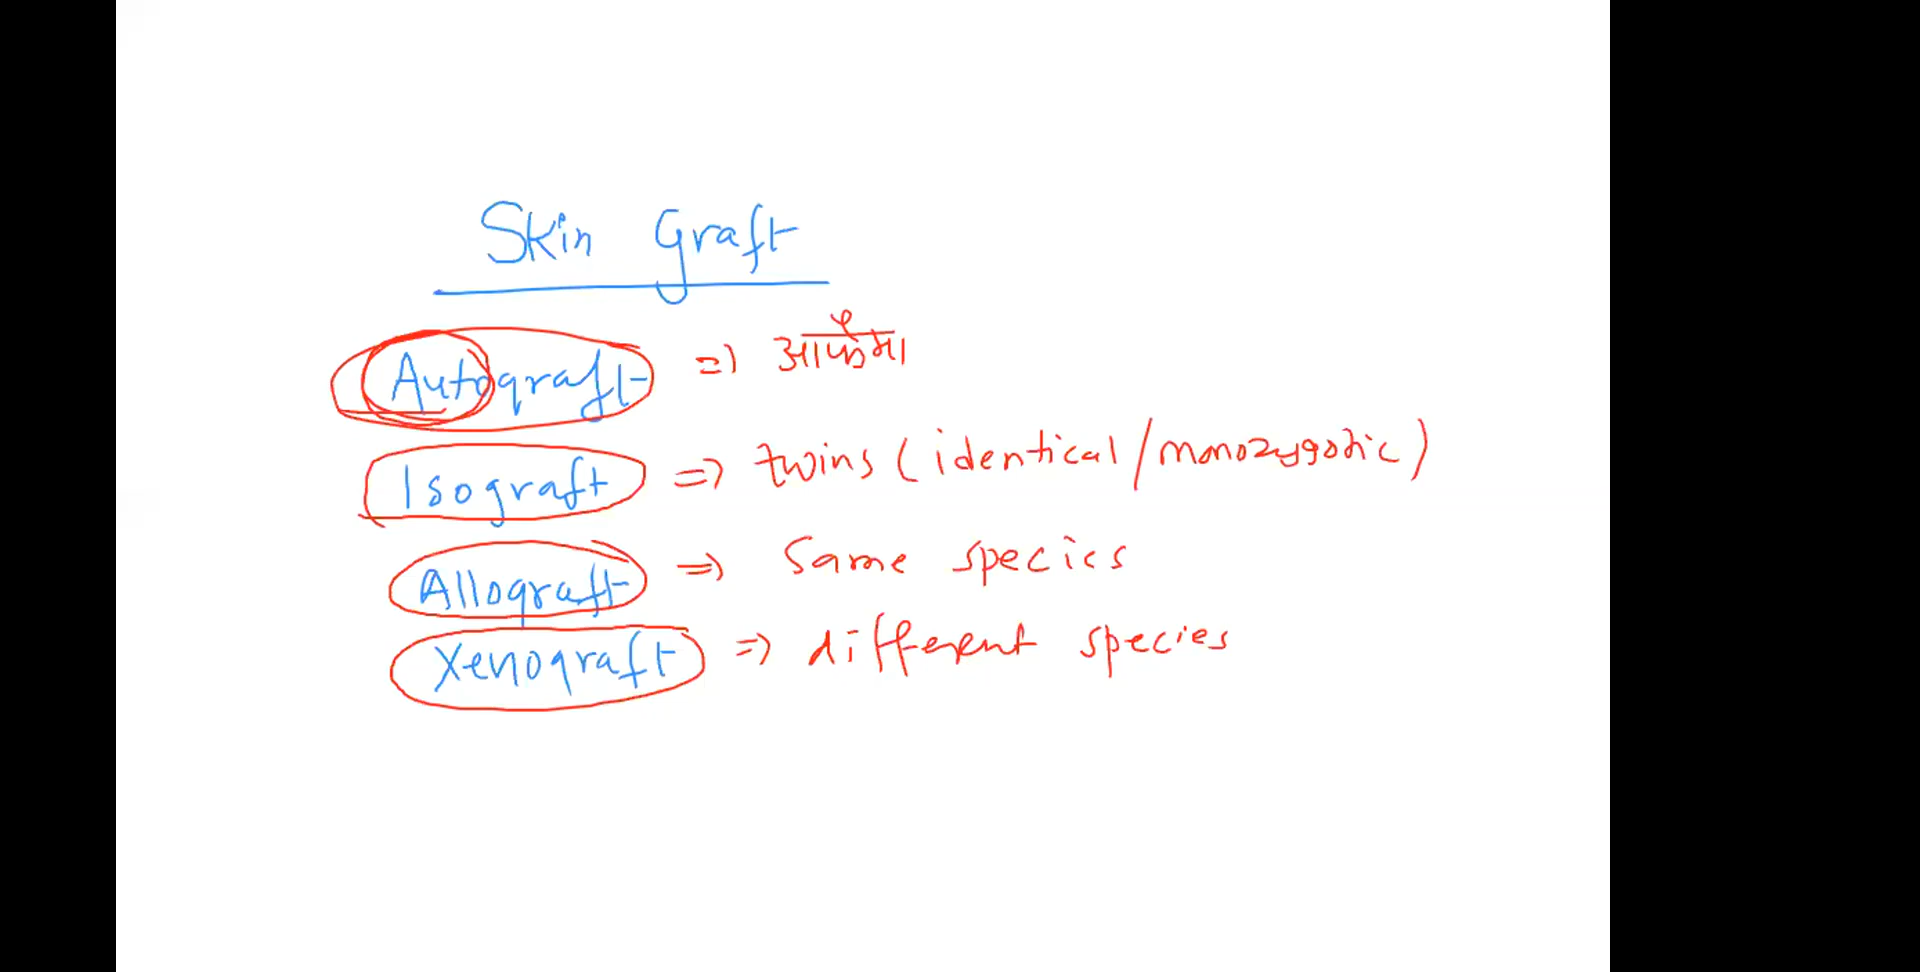 Skin Graft
Autograft => आफैमा
Isograft => twins (identical/monozygotic)
Allograft => Same species
Xenograft => different species